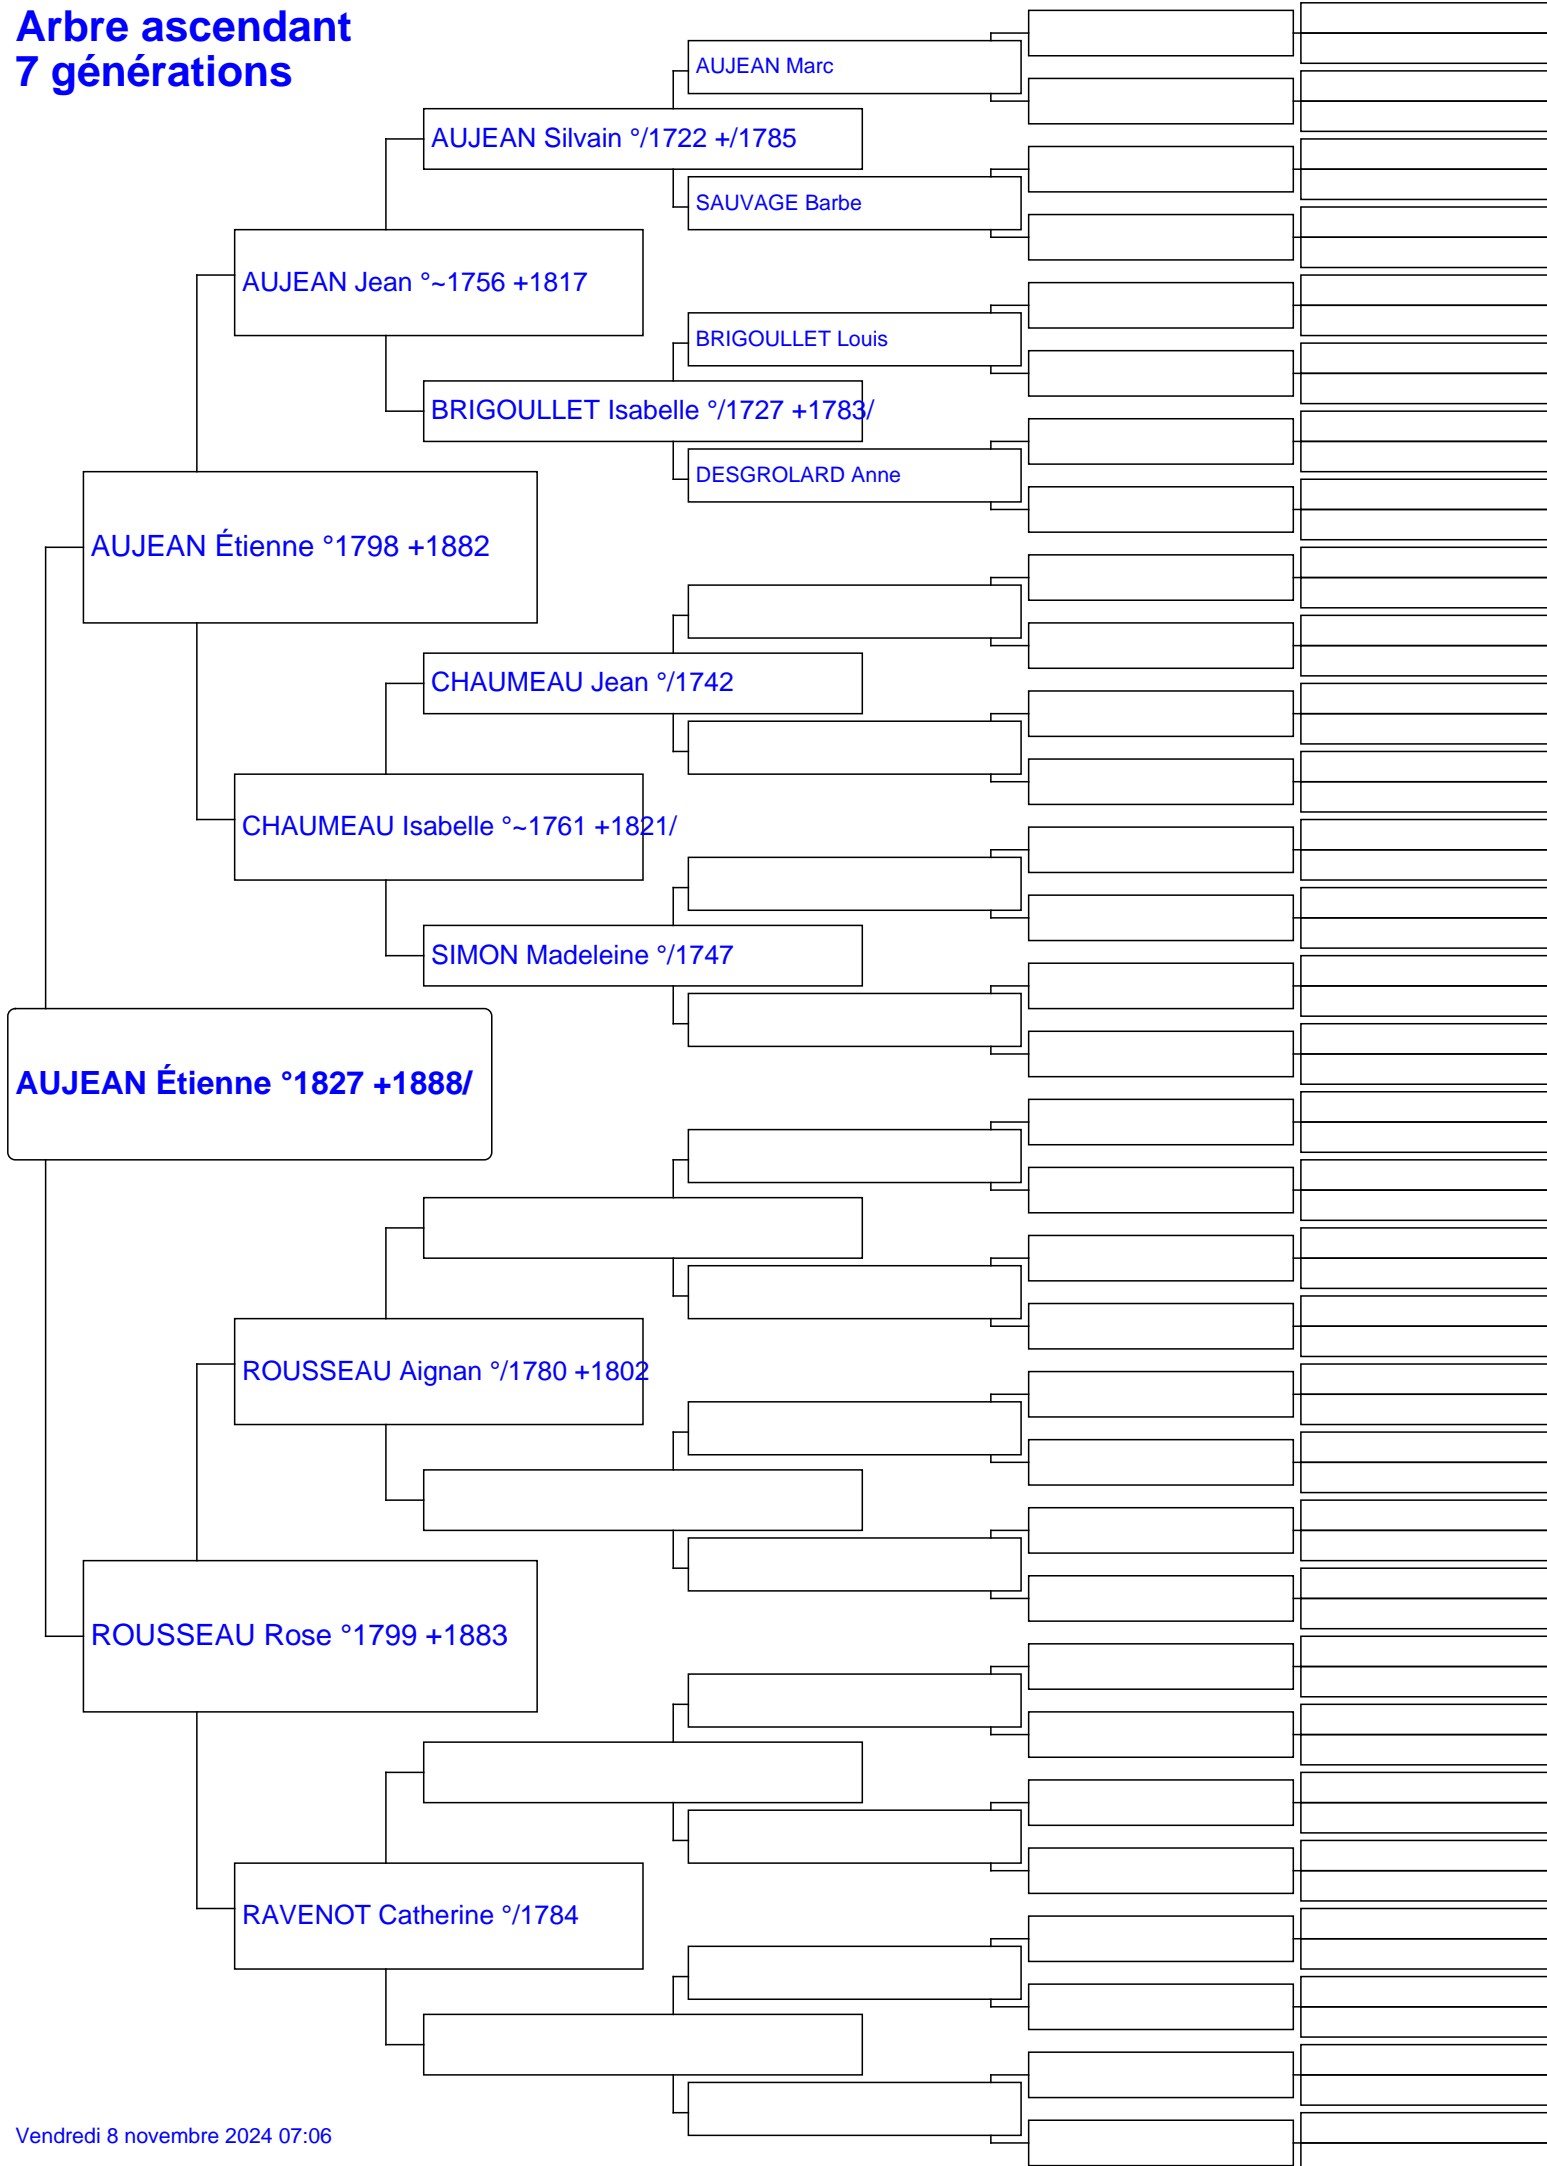 Arbre ascendant
7 générations
AUJEAN Marc
AUJEAN Silvain °/1722 +/1785
SAUVAGE Barbe
AUJEAN Jean °~1756 +1817
BRIGOULLET Louis
BRIGOULLET Isabelle °/1727 +1783/
DESGROLARD Anne
AUJEAN Étienne °1798 +1882
CHAUMEAU Jean °/1742
CHAUMEAU Isabelle °~1761 +1821/
SIMON Madeleine °/1747
AUJEAN Étienne °1827 +1888/
ROUSSEAU Aignan °/1780 +1802
ROUSSEAU Rose °1799 +1883
RAVENOT Catherine °/1784
Vendredi 8 novembre 2024 07:06